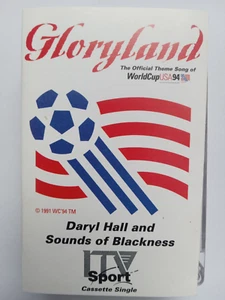 Gloryland
The Official Theme Song of
WorldCupUSA94
© 1991 WC'94 TM
Daryl Hall and
Sounds of Blackness
ITV
Sport
Cassette Single